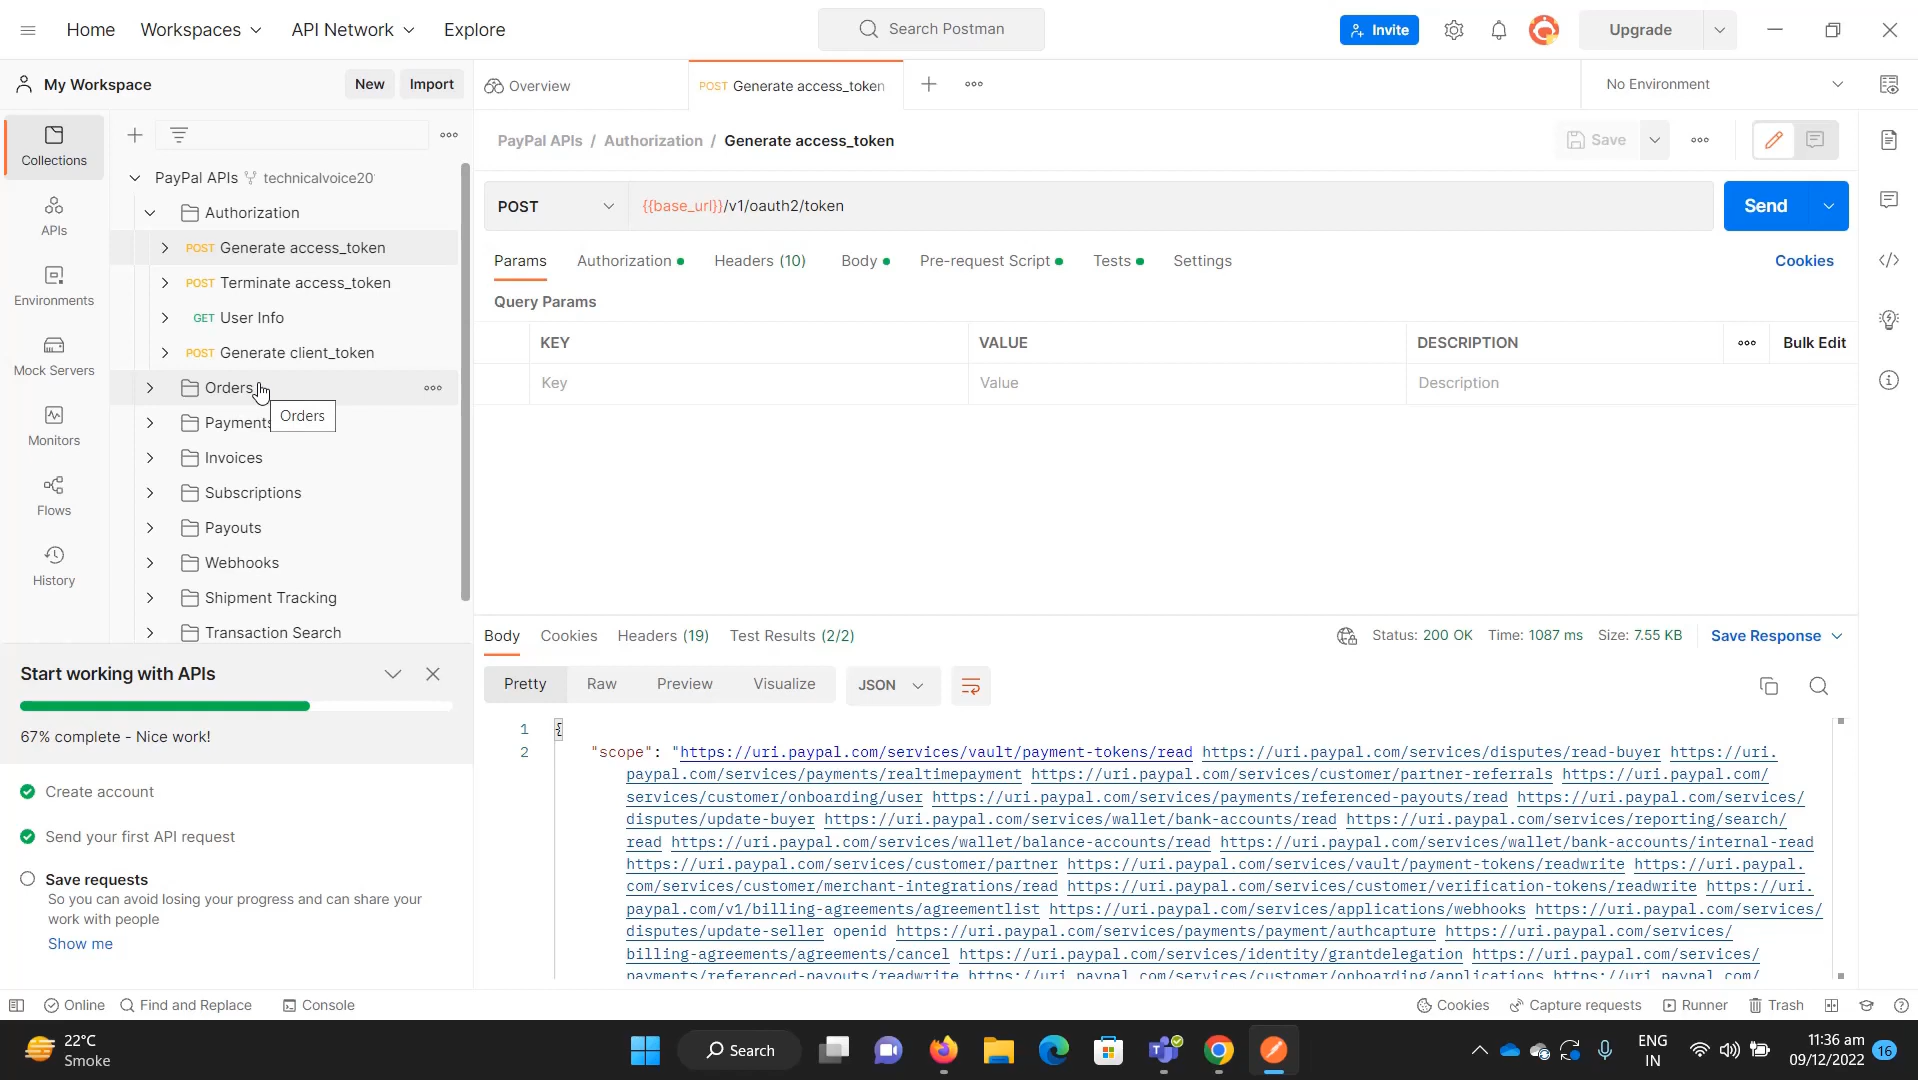 Home Workspaces API Network Explore Search Postman Invite Upgrade
My Workspace New Import Overview POST Generate access_token No Environment
PayPal APIs / Authorization / Generate access_token Save
Collections
APIs
Environments
Mock Servers
Monitors
Flows
History
PayPal APIs technicalvoice20
Authorization
POST Generate access_token
POST Terminate access_token
GET User Info
POST Generate client_token
Orders
Orders
Payments
Invoices
Subscriptions
Payouts
Webhooks
Shipment Tracking
Transaction Search
POST {{base_url}}/v1/oauth2/token Send
Params Authorization Headers (10) Body Pre-request Script Tests Settings Cookies
Query Params
KEY VALUE DESCRIPTION Bulk Edit
Key Value Description
Start working with APIs
67% complete - Nice work!
Create account
Send your first API request
Save requests
So you can avoid losing your progress and can share your
work with people
Show me
Body Cookies Headers (19) Test Results (2/2) Status: 200 OK Time: 1087 ms Size: 7.55 KB Save Response
Pretty Raw Preview Visualize JSON
1 {
2 "scope": "https://uri.paypal.com/services/vault/payment-tokens/read https://uri.paypal.com/services/disputes/read-buyer https://uri.
paypal.com/services/payments/realtimepayment https://uri.paypal.com/services/customer/partner-referrals https://uri.paypal.com/
services/customer/onboarding/user https://uri.paypal.com/services/payments/referenced-payouts/read https://uri.paypal.com/services/
disputes/update-buyer https://uri.paypal.com/services/wallet/bank-accounts/read https://uri.paypal.com/services/reporting/search/
read https://uri.paypal.com/services/wallet/balance-accounts/read https://uri.paypal.com/services/wallet/bank-accounts/internal-read
https://uri.paypal.com/services/customer/partner https://uri.paypal.com/services/vault/payment-tokens/readwrite https://uri.paypal.
com/services/customer/merchant-integrations/read https://uri.paypal.com/services/customer/verification-tokens/readwrite https://uri.
paypal.com/v1/billing-agreements/agreementlist https://uri.paypal.com/services/applications/webhooks https://uri.paypal.com/services/
disputes/update-seller openid https://uri.paypal.com/services/payments/payment/authcapture https://uri.paypal.com/services/
billing-agreements/agreements/cancel https://uri.paypal.com/services/identity/grantdelegation https://uri.paypal.com/services/
payments/referenced-payouts/readwrite https://uri.paypal.com/services/customer/onboarding/applications https://uri.paypal.com/
Online Find and Replace Console Cookies Capture requests Runner Trash
22°C
Smoke
Search
ENG
IN
11:36 am
09/12/2022
16